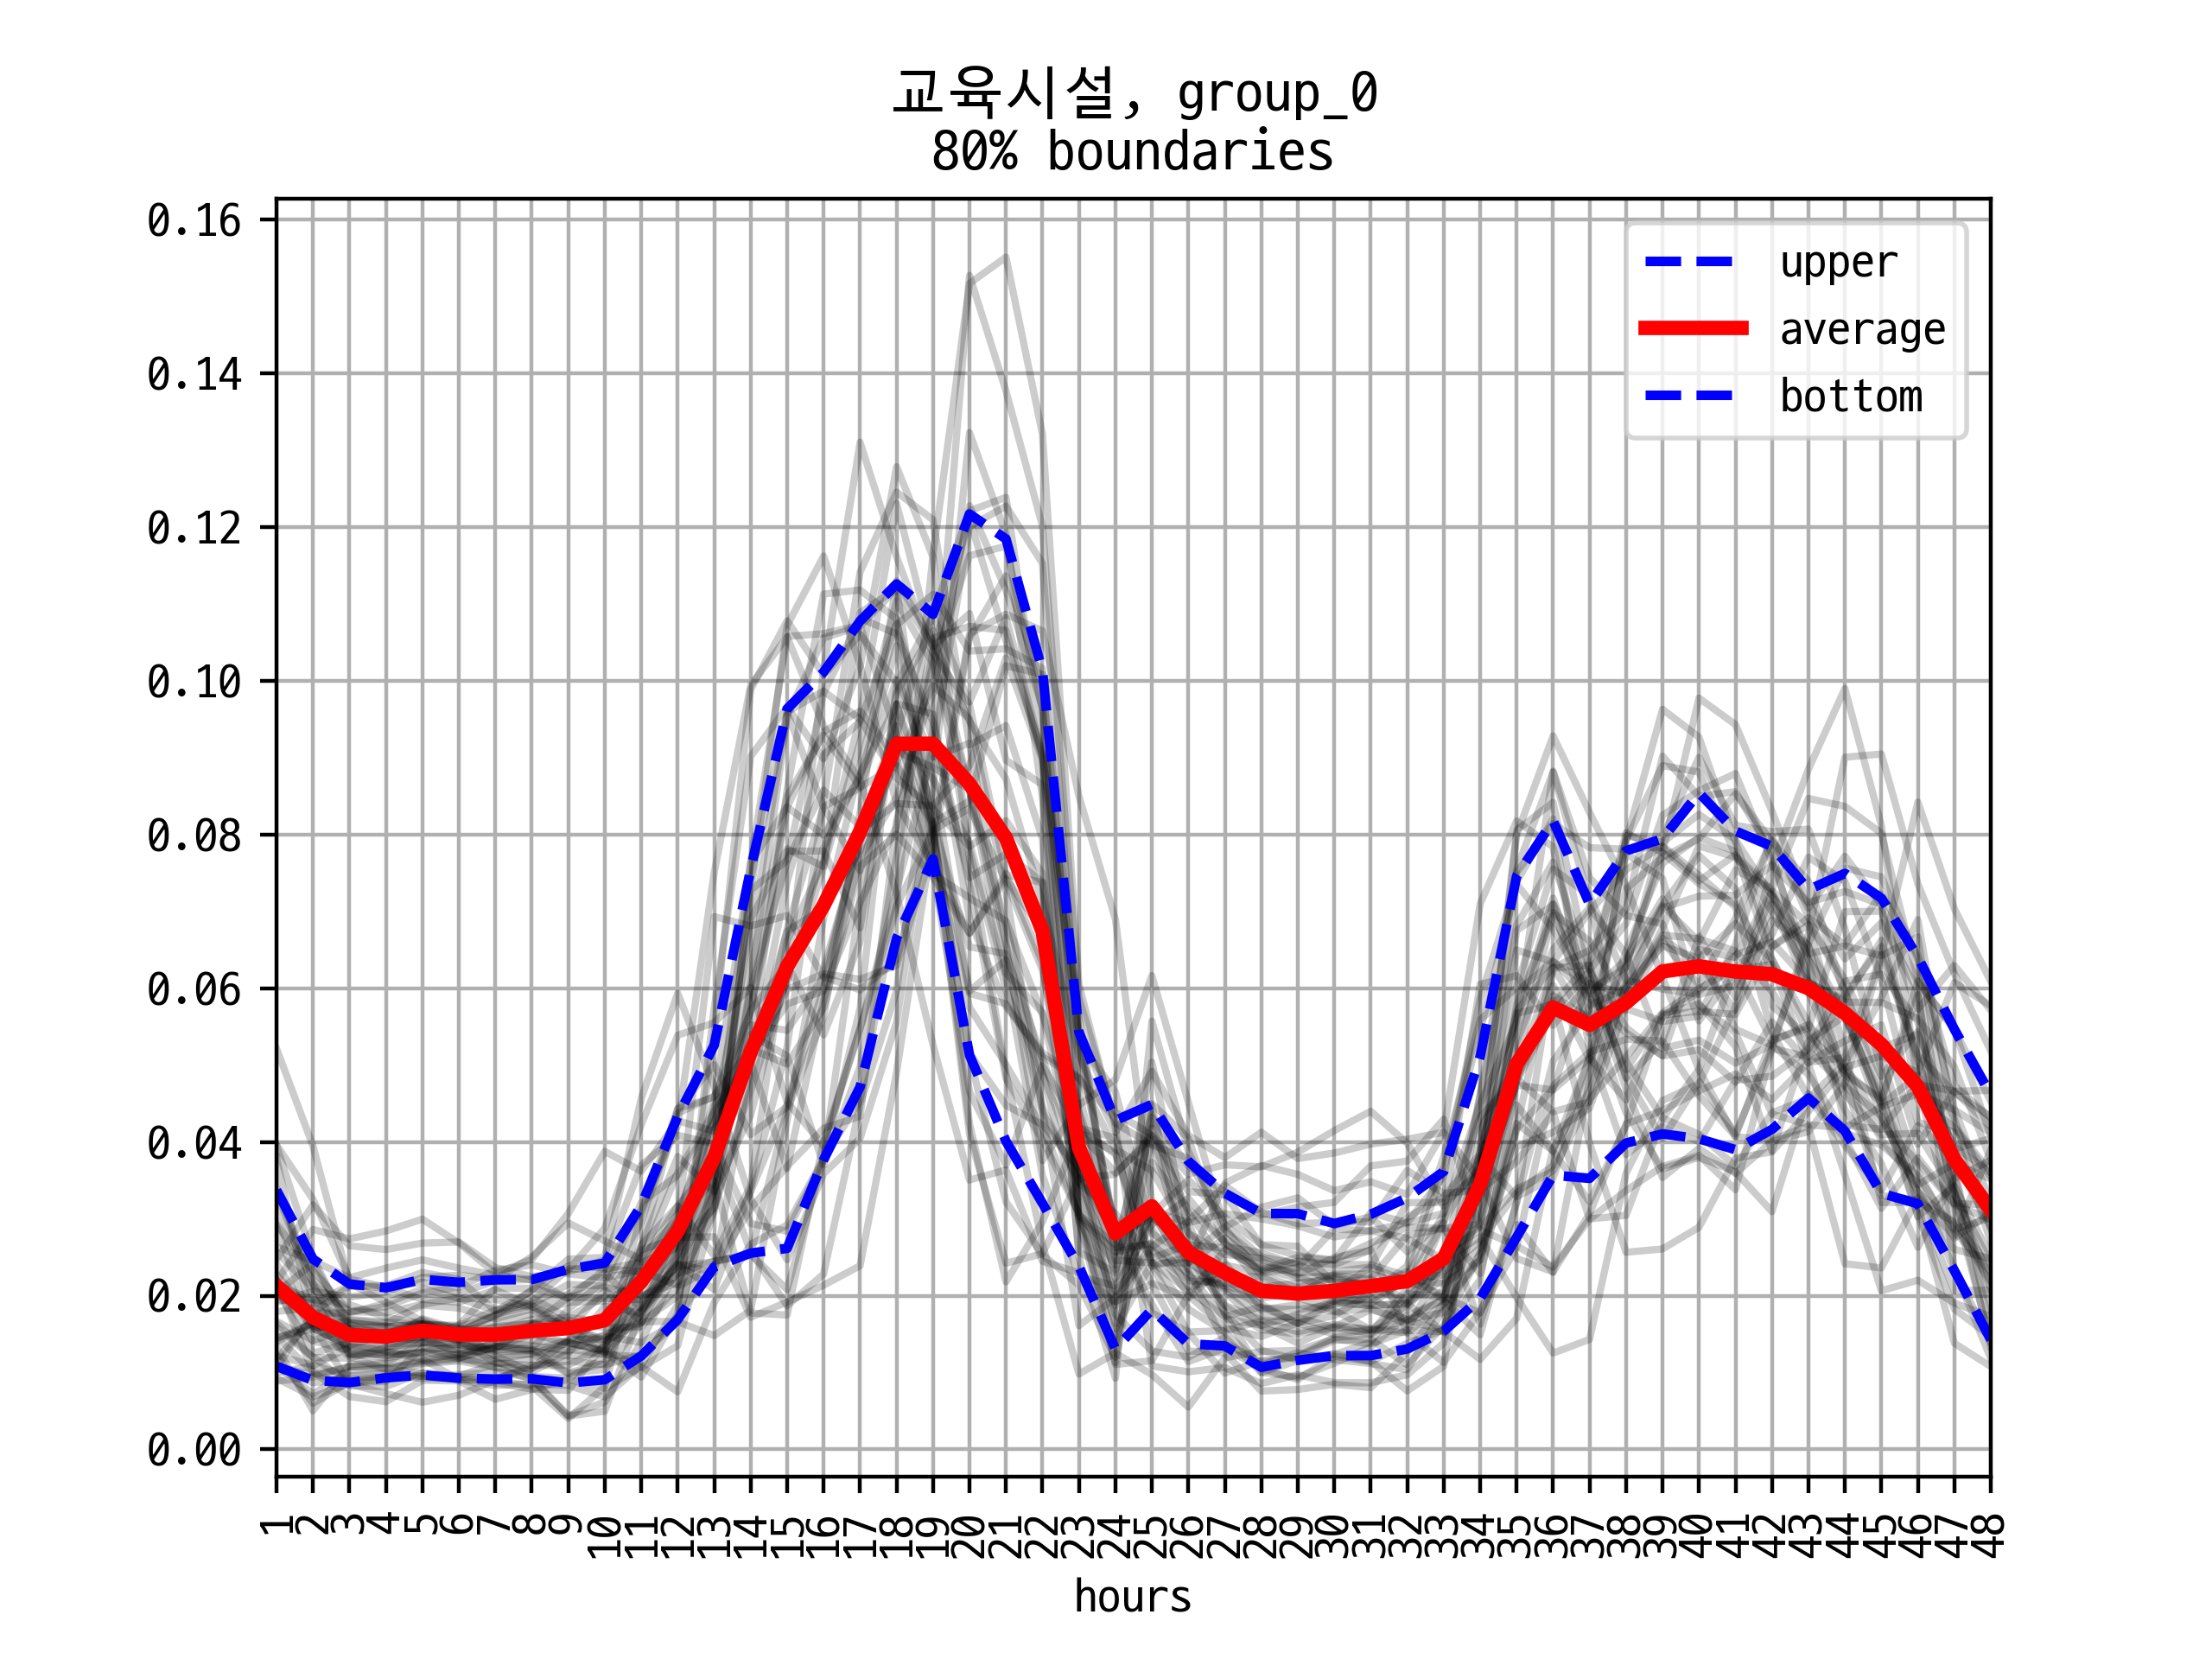 교육시설, group_0
80% boundaries
0.16
0.14
0.12
0.10
0.08
0.06
0.04
0.02
0.00
upper
average
bottom
1 2 3 4 5 6 7 8 9 10 11 12 13 14 15 16 17 18 19 20 21 22 23 24 25 26 27 28 29 30 31 32 33 34 35 36 37 38 39 40 41 42 43 44 45 46 47 48
hours